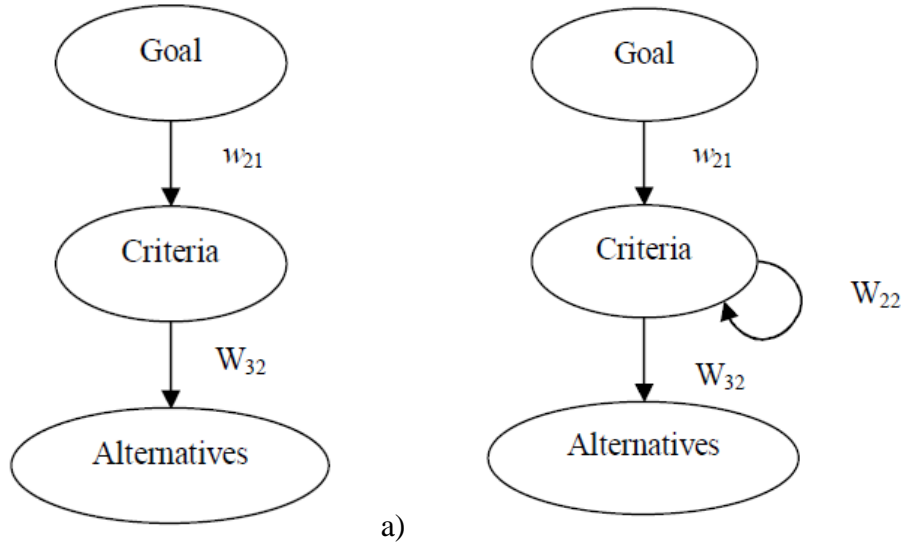 Goal
w21
Criteria
W32
Alternatives
a)
Goal
w21
Criteria
W22
W32
Alternatives